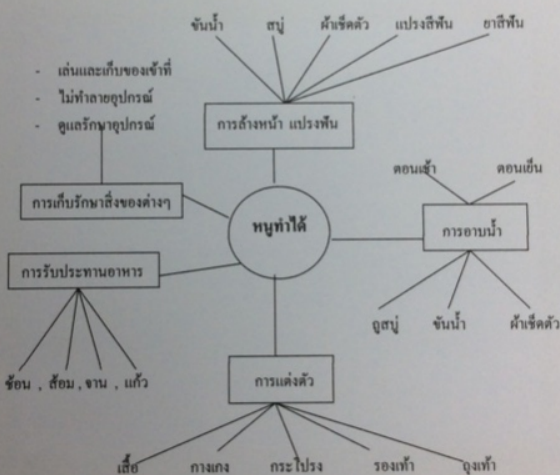 ขันน้ำ สบู่ ผ้าเช็ดตัว แปรงสีฟัน ยาสีฟัน
- เล่นและเก็บของเข้าที่
- ไม่ทำลายอุปกรณ์
- ดูแลรักษาอุปกรณ์
การล้างหน้า แปรงฟัน
การเก็บรักษาสิ่งของต่างๆ
หนูทำได้
ตอนเช้า ตอนเย็น
การอาบน้ำ
ถูสบู่ ขันน้ำ ผ้าเช็ดตัว
การรับประทานอาหาร
ช้อน , ส้อม , จาน , แก้ว
การแต่งตัว
เสื้อ กางเกง กระโปรง รองเท้า ถุงเท้า